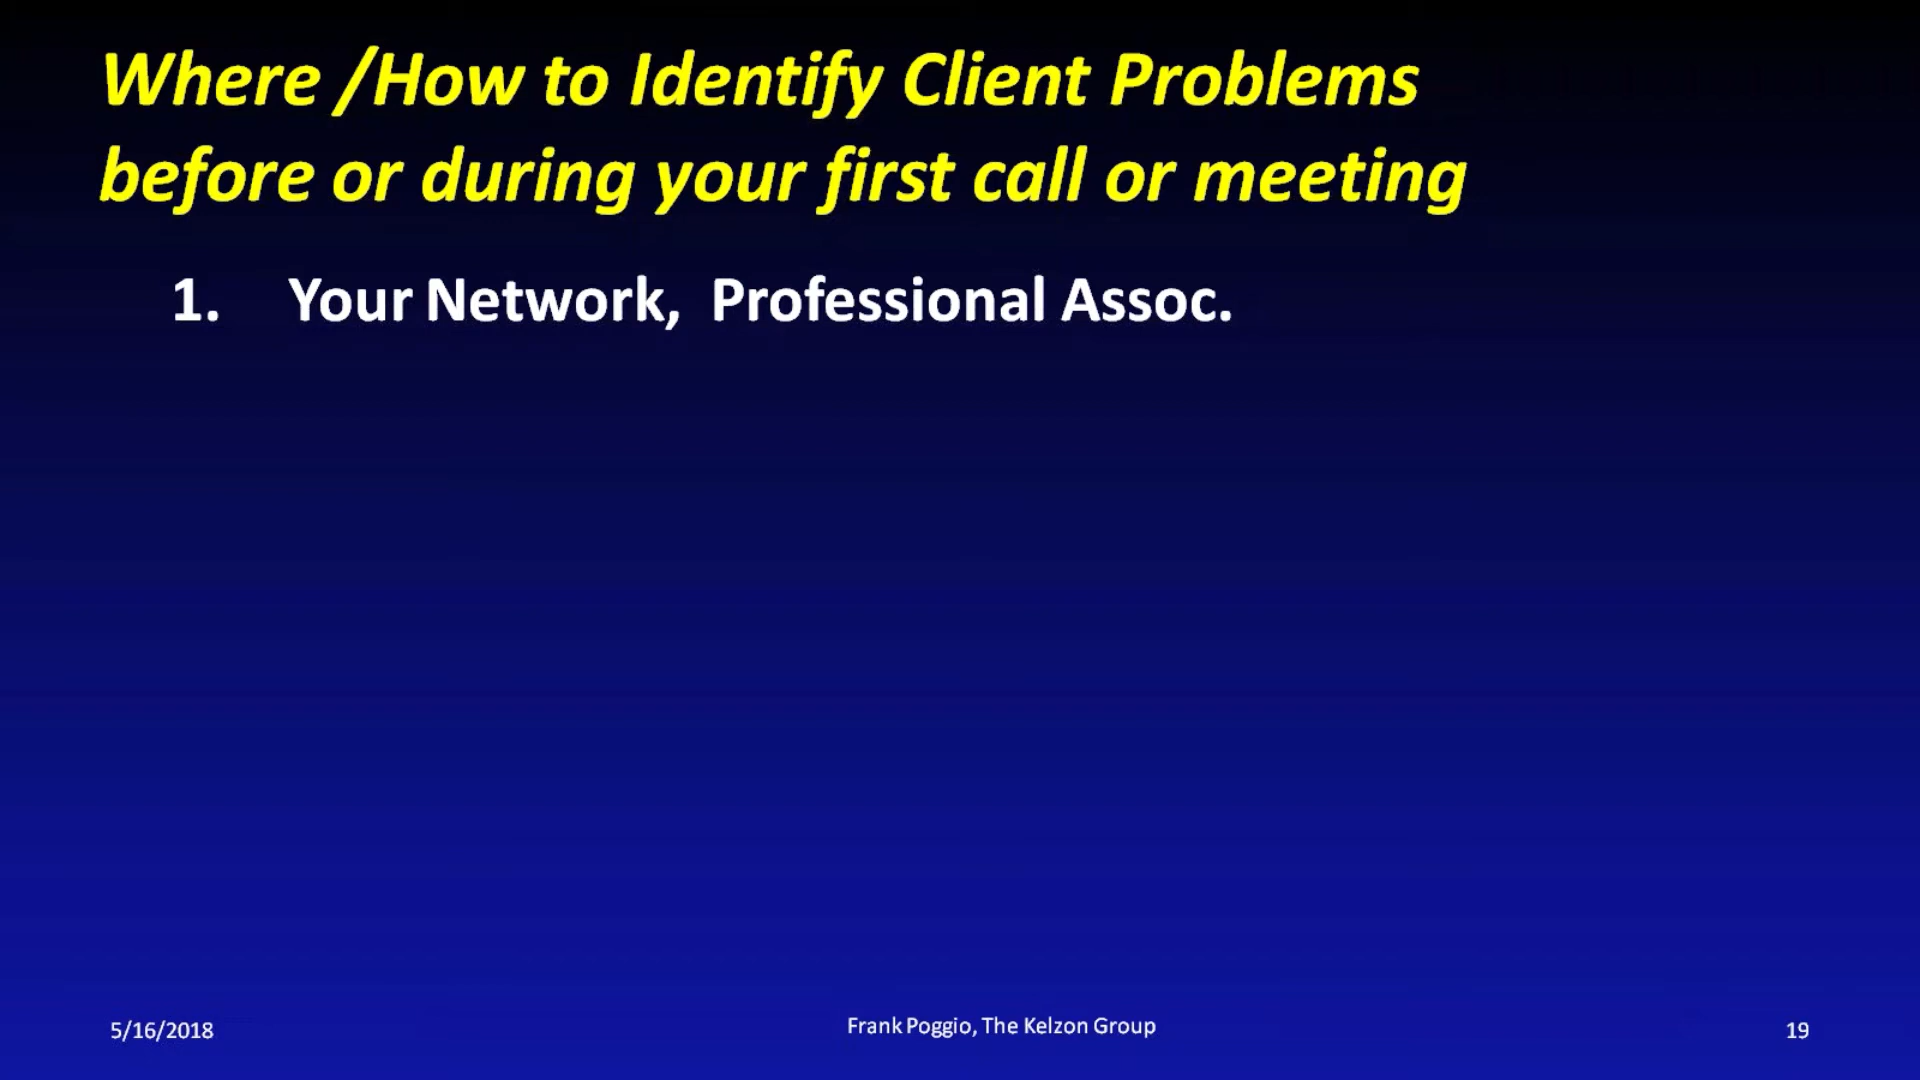 Where /How to Identify Client Problems
before or during your first call or meeting
1. Your Network, Professional Assoc.
5/16/2018
Frank Poggio, The Kelzon Group
19